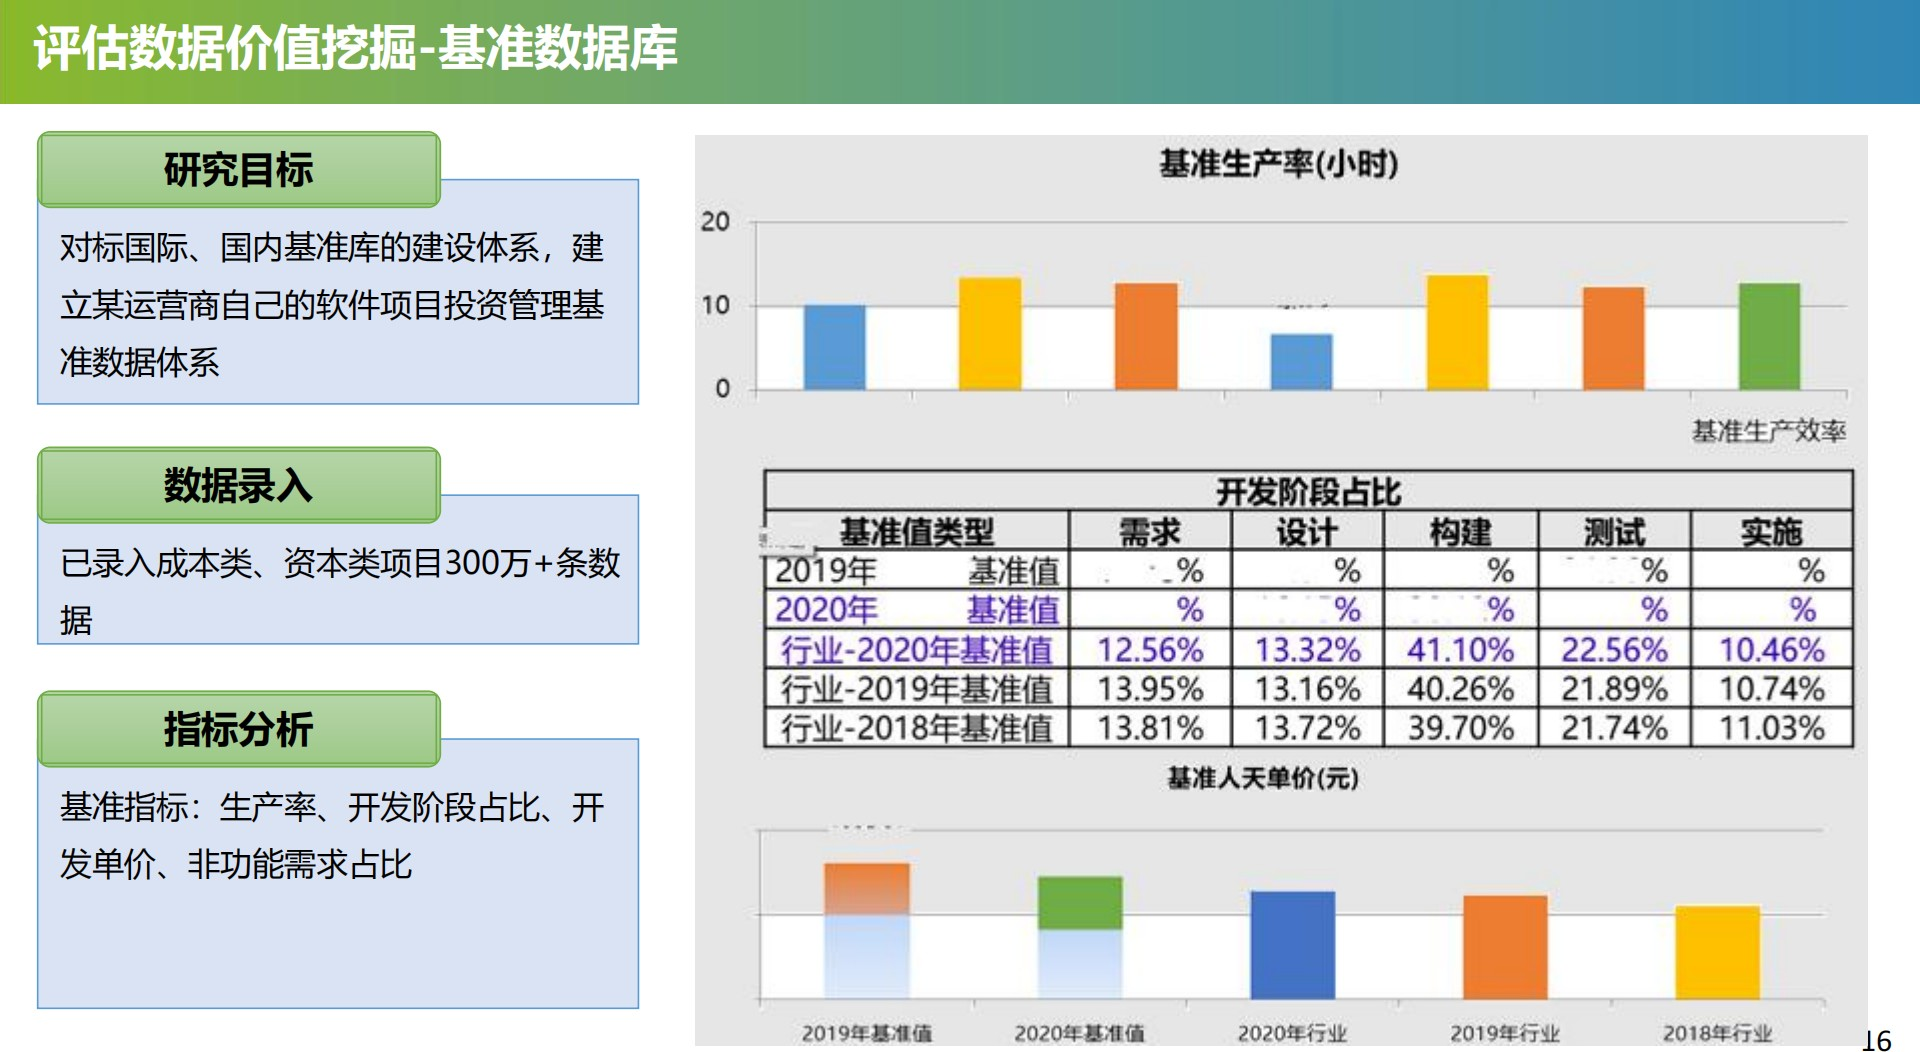 评估数据价值挖掘-基准数据库
研究目标
对标国际、国内基准库的建设体系，建
立某运营商自己的软件项目投资管理基
准数据体系
数据录入
已录入成本类、资本类项目300万+条数
据
指标分析
基准指标：生产率、开发阶段占比、开
发单价、非功能需求占比
基准生产率(小时)
20
10
0
基准生产效率
开发阶段占比
基准值类型 需求 设计 构建 测试 实施
2019年 基准值 % % % % %
2020年 基准值 % % % % %
行业-2020年基准值 12.56% 13.32% 41.10% 22.56% 10.46%
行业-2019年基准值 13.95% 13.16% 40.26% 21.89% 10.74%
行业-2018年基准值 13.81% 13.72% 39.70% 21.74% 11.03%
基准人天单价(元)
2019年基准值 2020年基准值 2020年行业 2019年行业 2018年行业
16